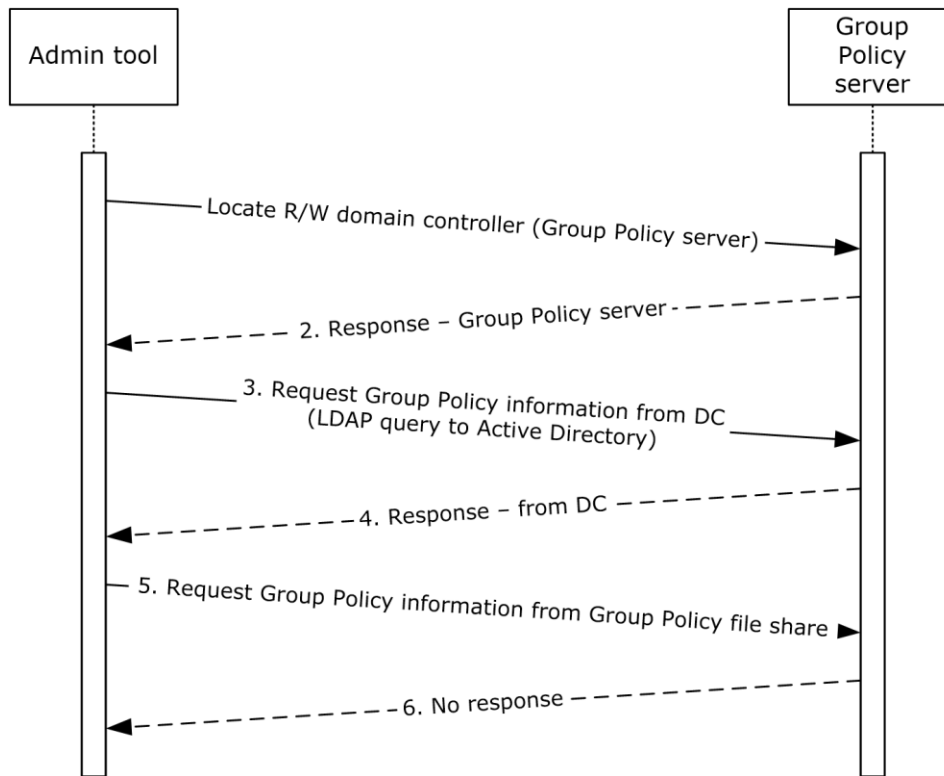 Admin tool
Group
Policy
server
Locate R/W domain controller (Group Policy server)
2. Response – Group Policy server
3. Request Group Policy information from DC
(LDAP query to Active Directory)
4. Response – from DC
5. Request Group Policy information from Group Policy file share
6. No response